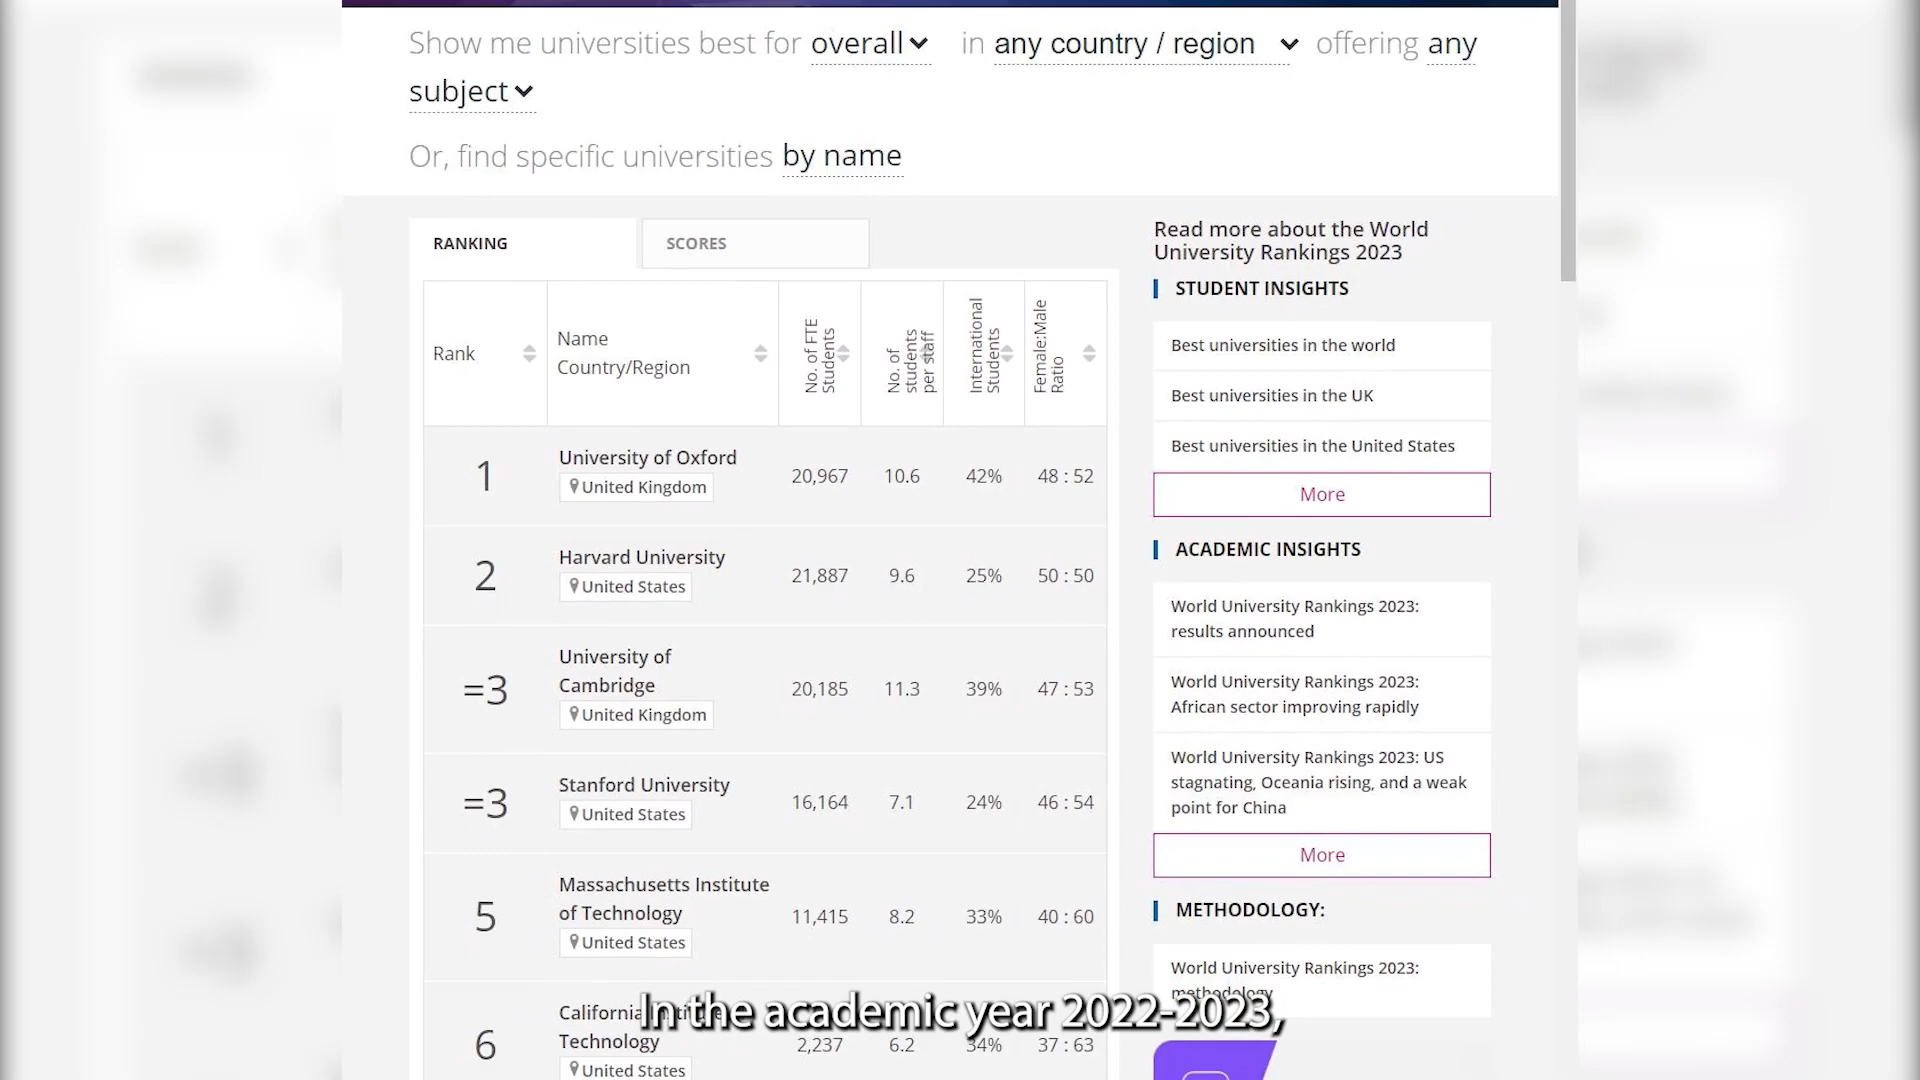 Show me universities best for overall in any country / region offering any
subject
Or, find specific universities by name
RANKING SCORES
Rank
Name
Country/Region
No. of FTE
Students
No. of
students
per staff
International
Students
Female:Male
Ratio
1 University of Oxford 20,967 10.6 42% 48 : 52
United Kingdom
2 Harvard University 21,887 9.6 25% 50 : 50
United States
=3 University of
Cambridge 20,185 11.3 39% 47 : 53
United Kingdom
=3 Stanford University 16,164 7.1 24% 46 : 54
United States
5 Massachusetts Institute
of Technology 11,415 8.2 33% 40 : 60
United States
6 California Institute
Technology 2,237 6.2 34% 37 : 63
United States
Read more about the World
University Rankings 2023
STUDENT INSIGHTS
Best universities in the world
Best universities in the UK
Best universities in the United States
More
ACADEMIC INSIGHTS
World University Rankings 2023:
results announced
World University Rankings 2023:
African sector improving rapidly
World University Rankings 2023: US
stagnating, Oceania rising, and a weak
point for China
More
METHODOLOGY:
World University Rankings 2023:
methodology
In the academic year 2022-2023,